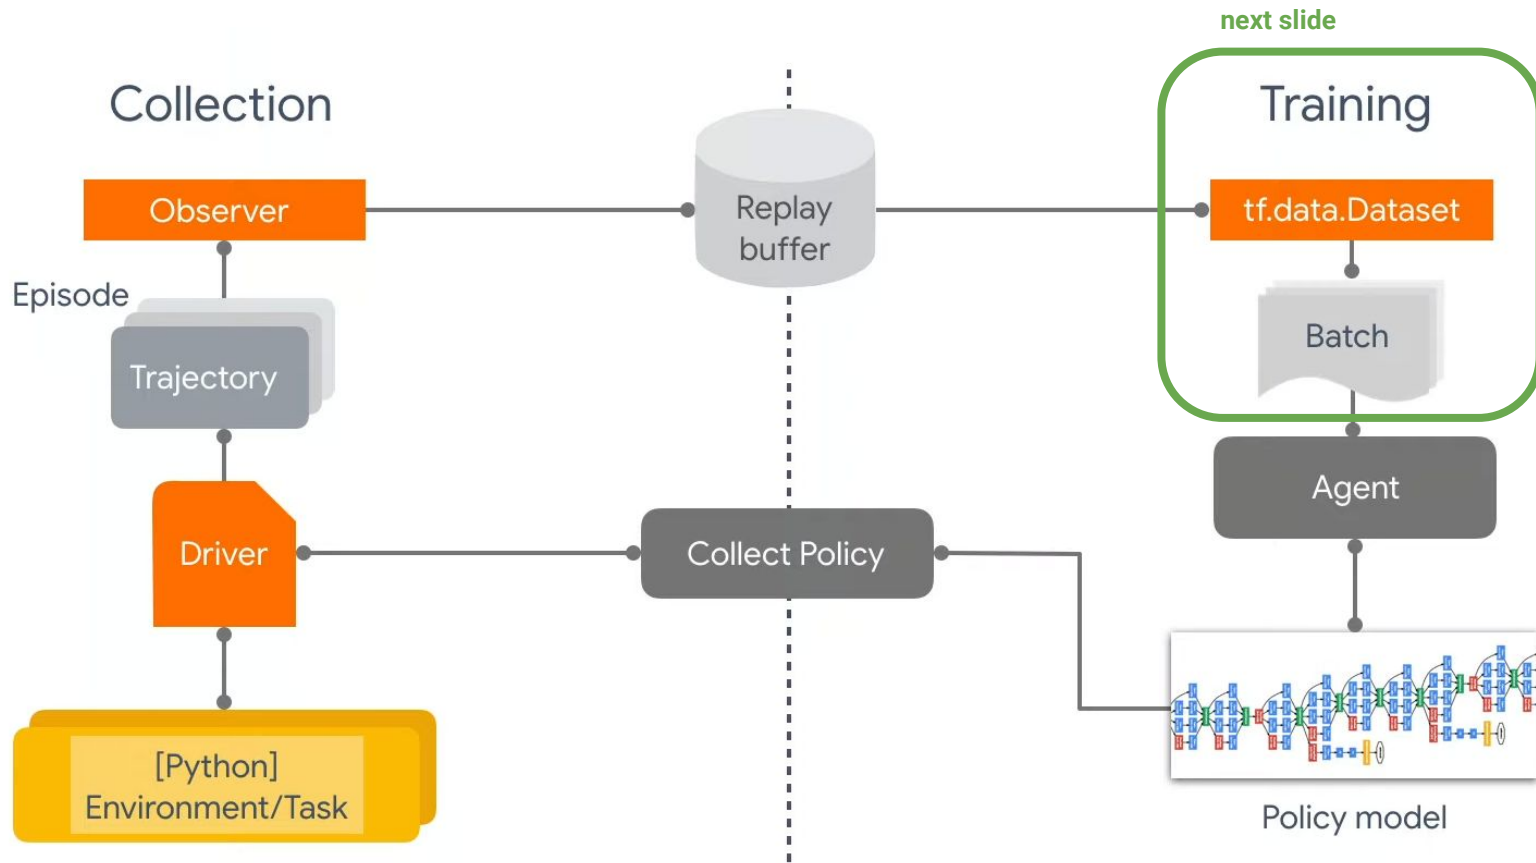 next slide
Collection
Training
Observer
Replay
buffer
tf.data.Dataset
Episode
Trajectory
Batch
Agent
Driver
Collect Policy
[Python]
Environment/Task
Policy model